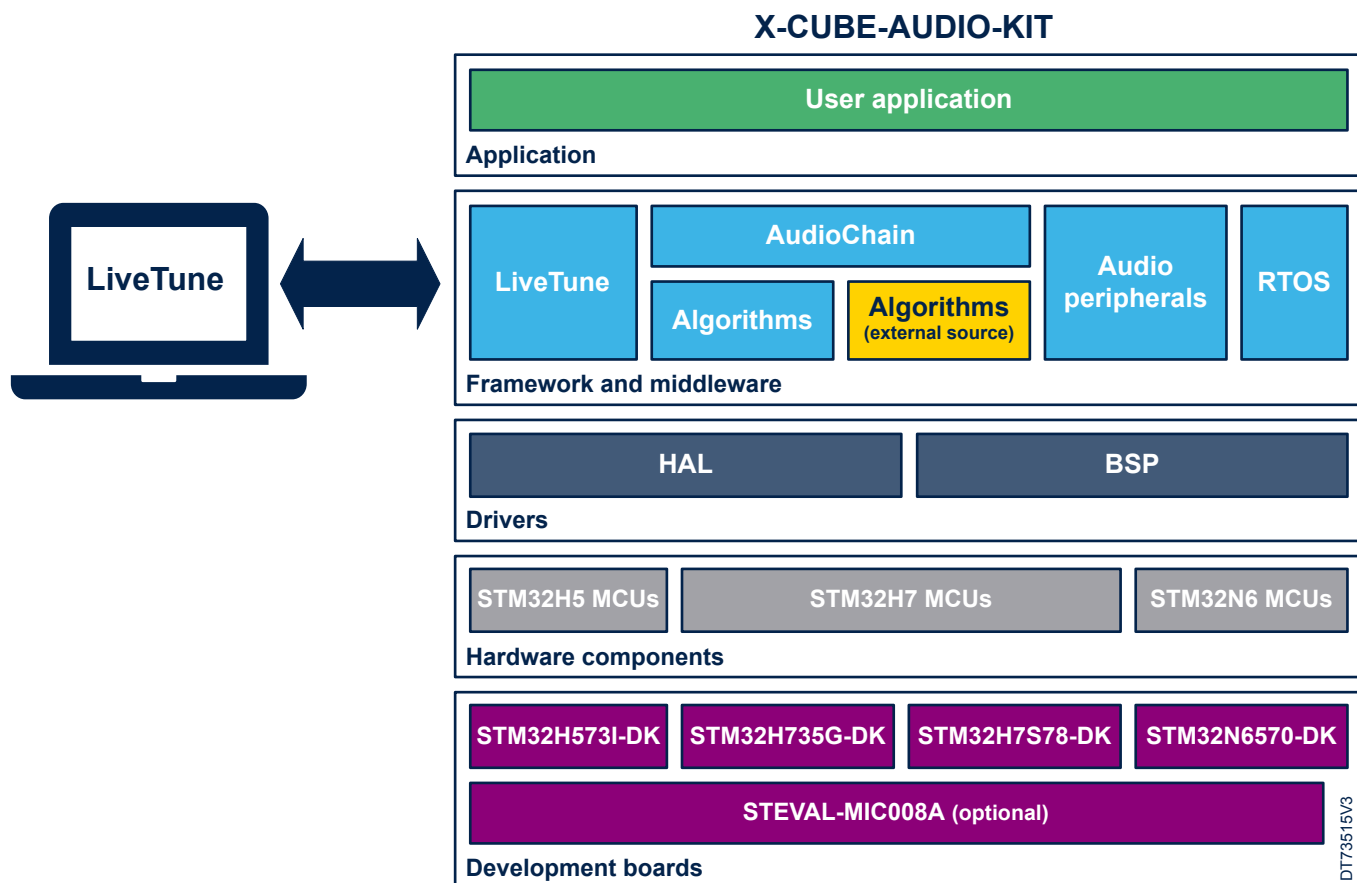 X-CUBE-AUDIO-KIT
User application
Application
LiveTune
LiveTune
AudioChain
Algorithms
Algorithms
(external source)
Audio
peripherals
RTOS
Framework and middleware
HAL
BSP
Drivers
STM32H5 MCUs
STM32H7 MCUs
STM32N6 MCUs
Hardware components
STM32H573I-DK
STM32H735G-DK
STM32H7S78-DK
STM32N6570-DK
STEVAL-MIC008A (optional)
Development boards
DT73515V3